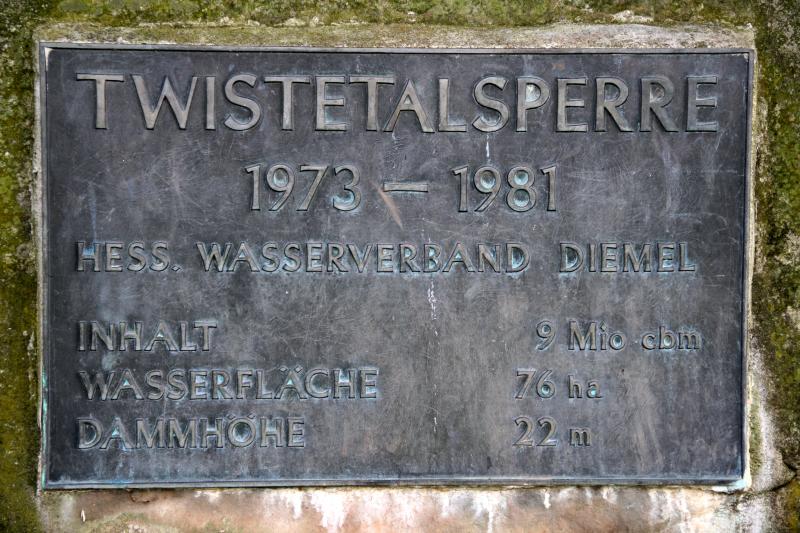 TWISTETALSPERRE
1973 – 1981
HESS. WASSERVERBAND DIEMEL
INHALT 9 Mio cbm
WASSERFLÄCHE 76 ha
DAMMHÖHE 22 m